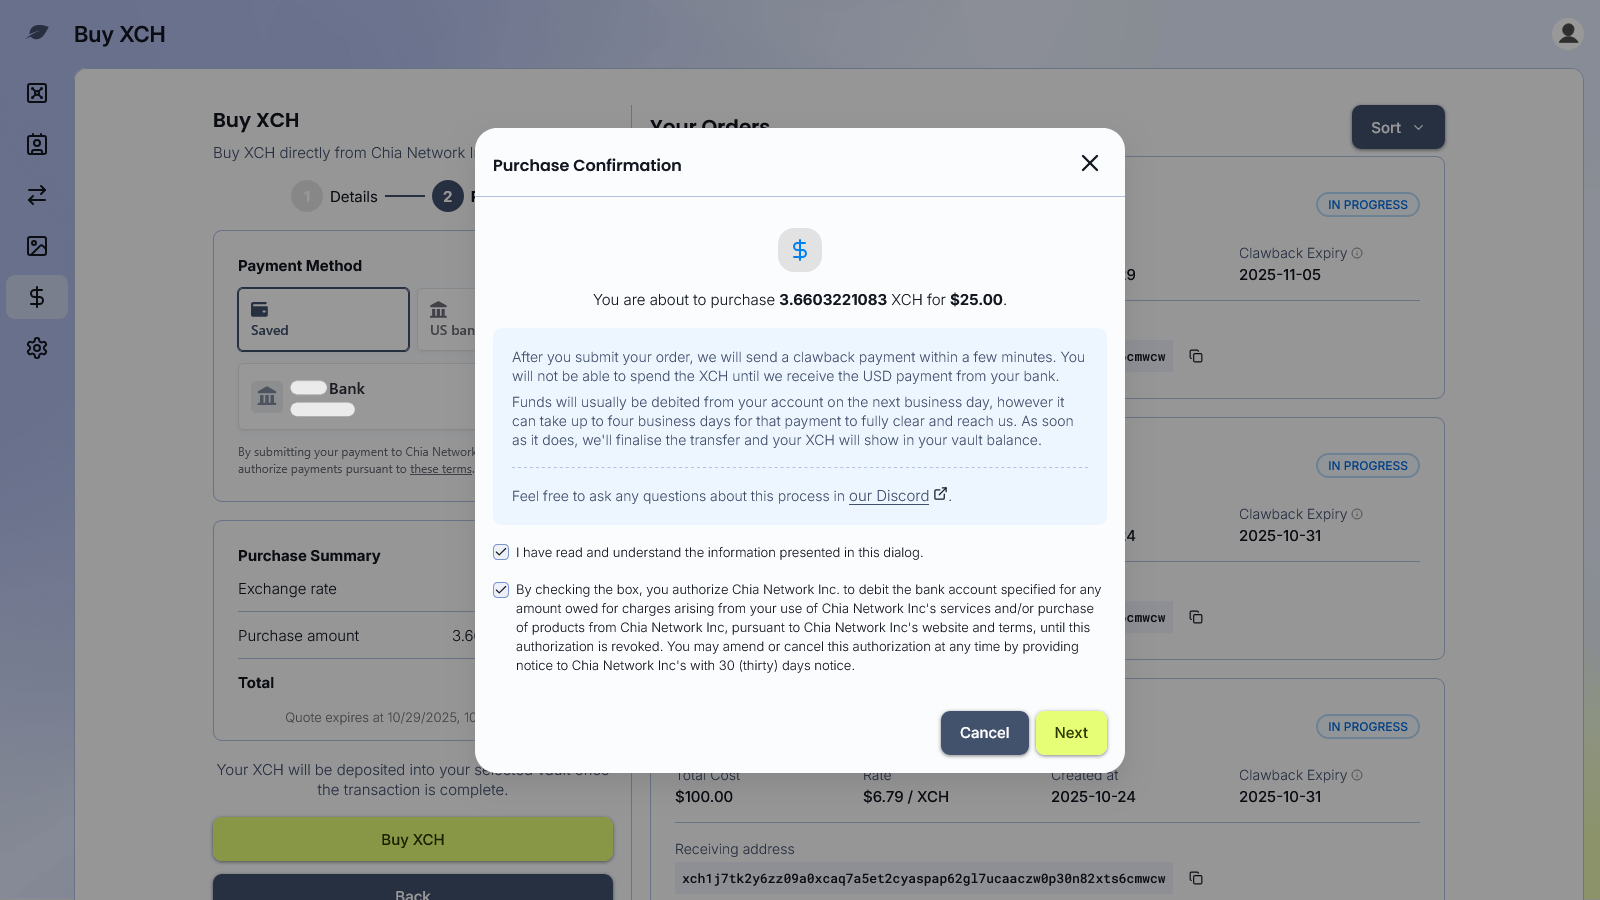 Buy XCH
Buy XCH
Buy XCH directly from Chia Network
1 Details 2
Payment Method
Saved
US
Bank
By submitting your payment to Chia Network
authorize payments pursuant to these terms.
Purchase Summary
Exchange rate
Purchase amount 3.6
Total
Quote expires at 10/29/2025, 10
Your XCH will be deposited into your selected vault once
the transaction is complete.
Buy XCH
Back
Your Orders
Sort
IN PROGRESS
Clawback Expiry
9 2025-11-05
cmwcw
IN PROGRESS
Clawback Expiry
4 2025-10-31
cmwcw
IN PROGRESS
Total Cost Rate Created at Clawback Expiry
$100.00 $6.79 / XCH 2025-10-24 2025-10-31
Receiving address
xch1j7tk2y6zz09a0xcaq7a5et2cyaspap62gl7ucaaczw0p30n82xts6cmwcw
Purchase Confirmation
You are about to purchase 3.6603221083 XCH for $25.00.
After you submit your order, we will send a clawback payment within a few minutes. You
will not be able to spend the XCH until we receive the USD payment from your bank.
Funds will usually be debited from your account on the next business day, however it
can take up to four business days for that payment to fully clear and reach us. As soon
as it does, we'll finalise the transfer and your XCH will show in your vault balance.
Feel free to ask any questions about this process in our Discord.
I have read and understand the information presented in this dialog.
By checking the box, you authorize Chia Network Inc. to debit the bank account specified for any
amount owed for charges arising from your use of Chia Network Inc's services and/or purchase
of products from Chia Network Inc, pursuant to Chia Network Inc's website and terms, until this
authorization is revoked. You may amend or cancel this authorization at any time by providing
notice to Chia Network Inc's with 30 (thirty) days notice.
Cancel
Next